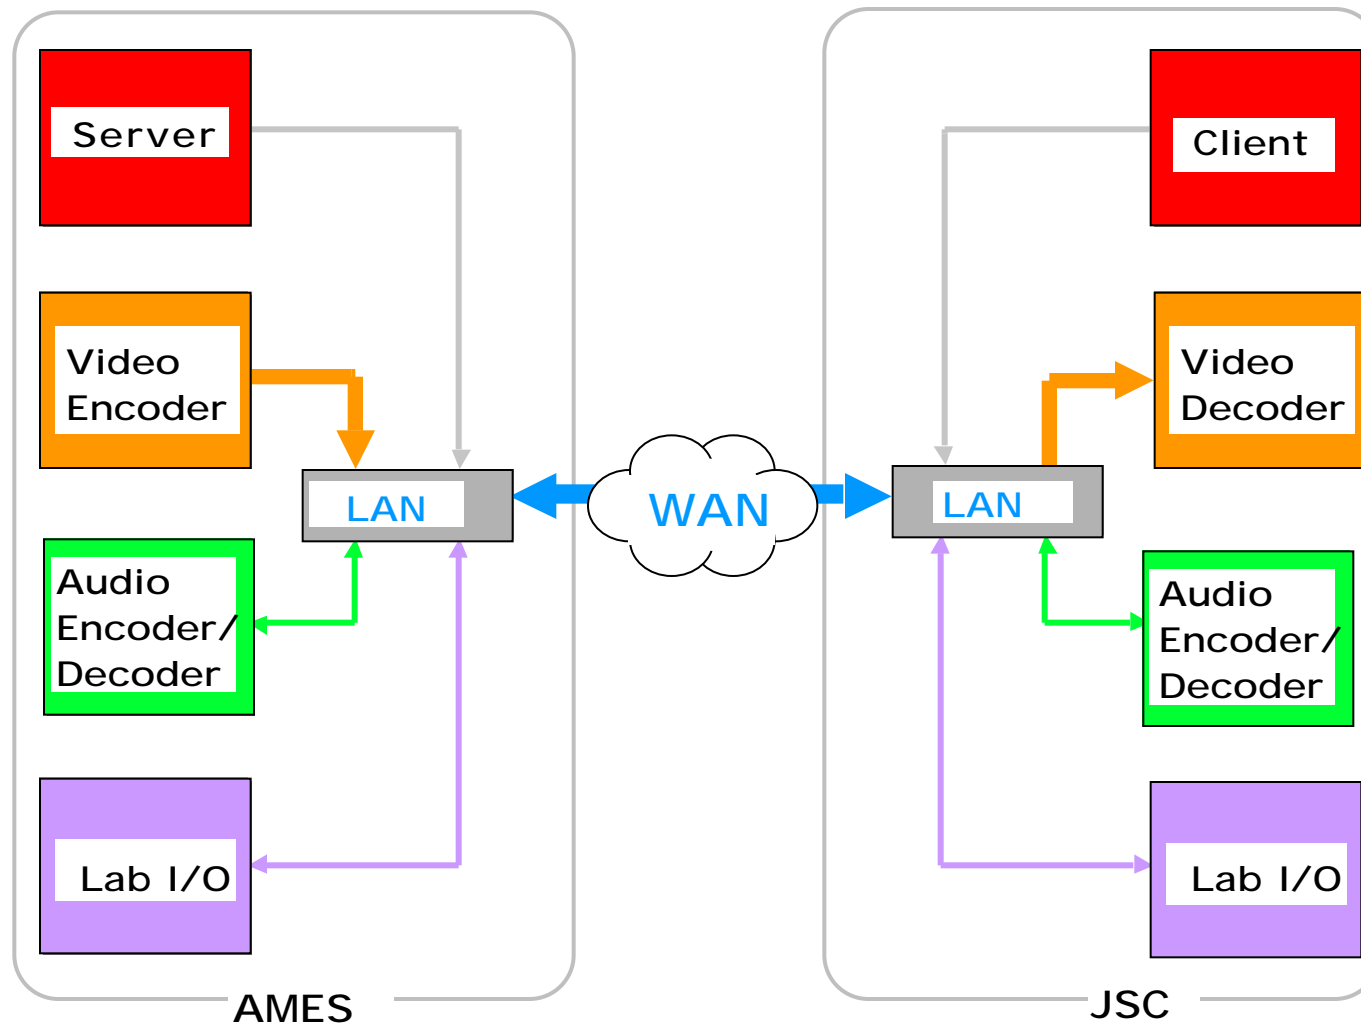 Server
Video
Encoder
LAN
Audio
Encoder/
Decoder
Lab I/O
AMES
WAN
Client
Video
Decoder
LAN
Audio
Encoder/
Decoder
Lab I/O
JSC